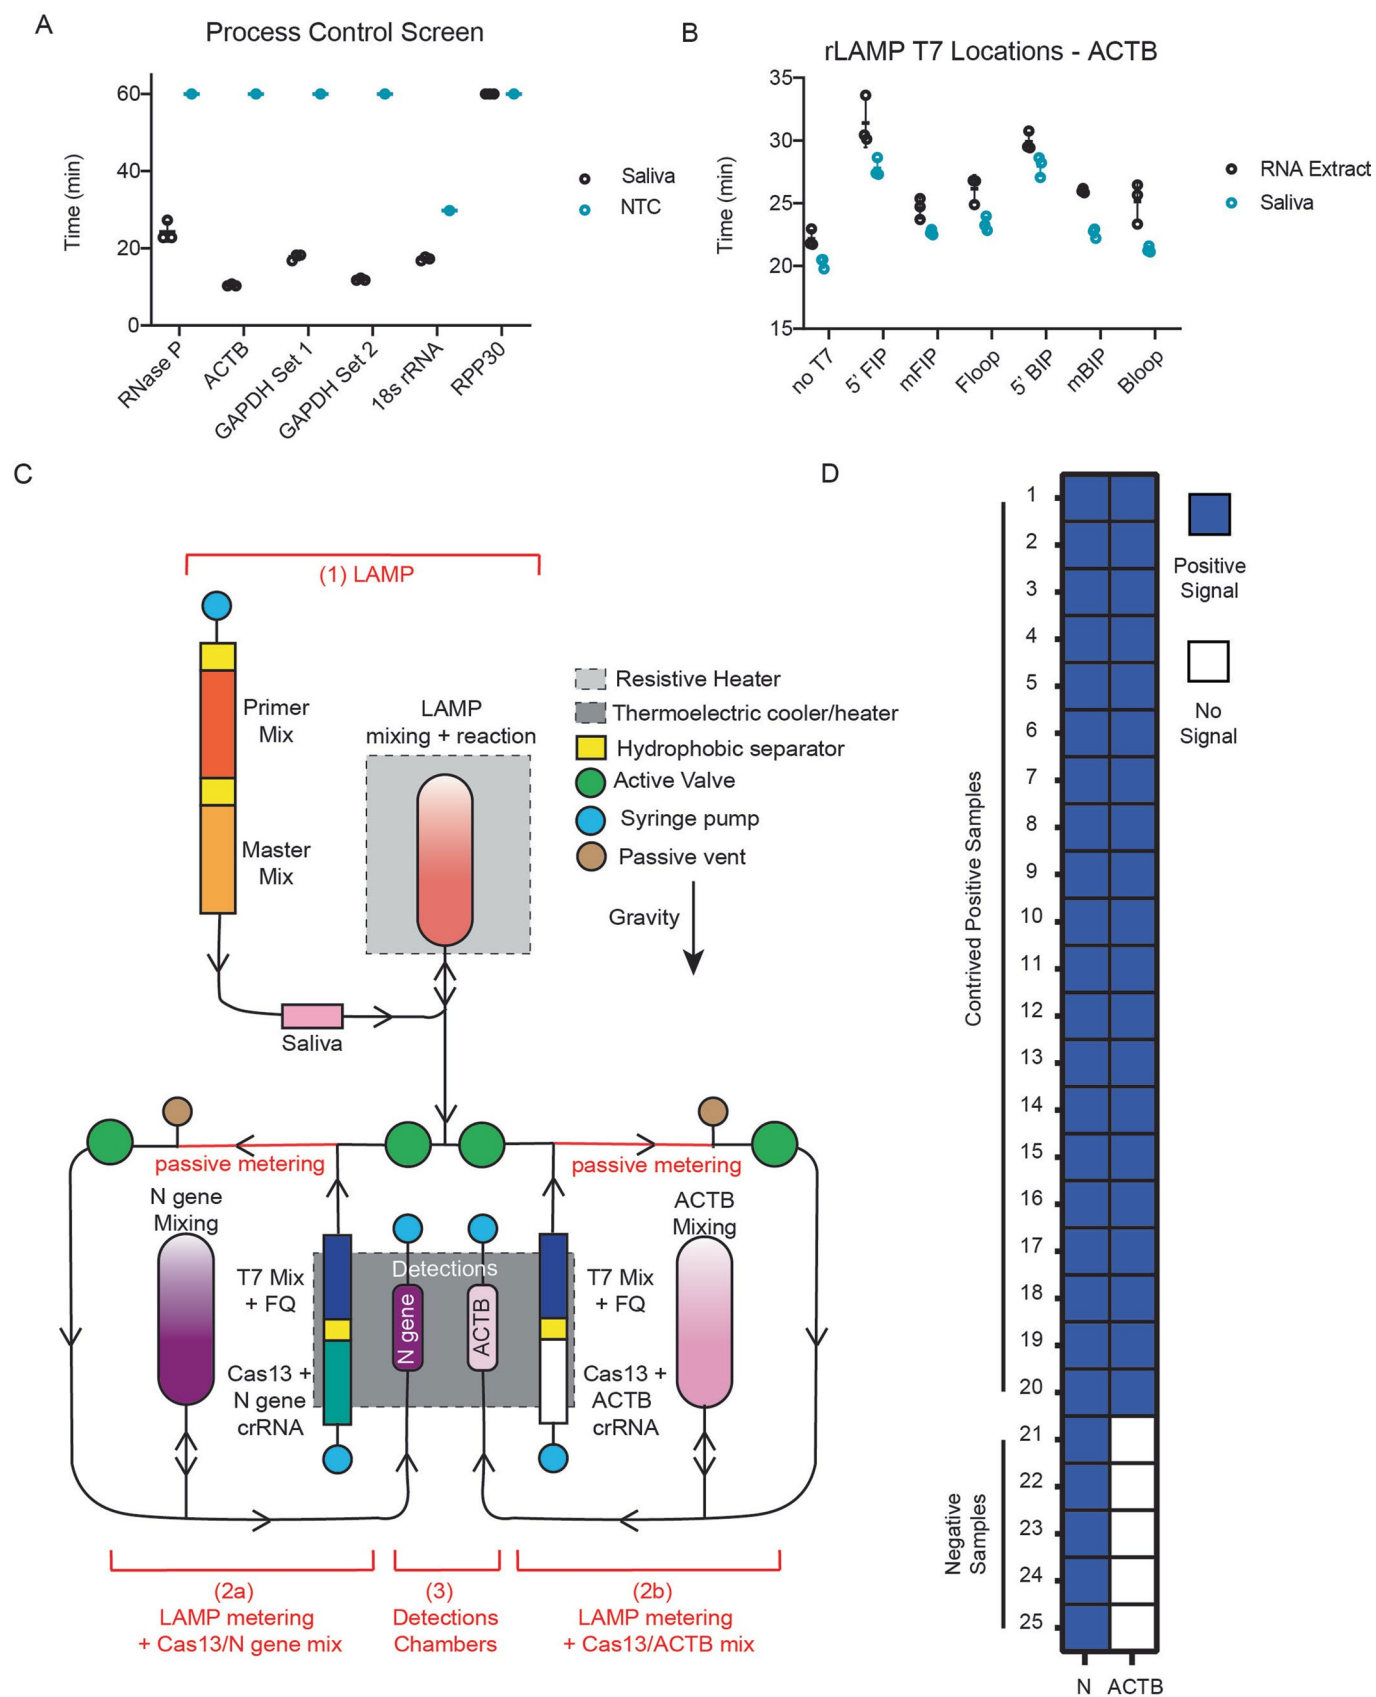 A
Process Control Screen
Time (min)
60
40
20
0
RNase P
ACTB
GAPDH Set 1
GAPDH Set 2
18s rRNA
RPP30
Saliva
NTC
B
rLAMP T7 Locations - ACTB
Time (min)
35
30
25
20
15
no T7
5' FIP
mFIP
Floop
5' BIP
mBIP
Bloop
RNA Extract
Saliva
C
(1) LAMP
Primer
Mix
Master
Mix
LAMP
mixing + reaction
Saliva
Resistive Heater
Thermoelectric cooler/heater
Hydrophobic separator
Active Valve
Syringe pump
Passive vent
Gravity
passive metering
passive metering
N gene
Mixing
T7 Mix
+ FQ
Cas13 +
N gene
crRNA
Detections
N gene
ACTB
T7 Mix
+ FQ
Cas13 +
ACTB
crRNA
ACTB
Mixing
(2a)
LAMP metering
+ Cas13/N gene mix
(3)
Detections
Chambers
(2b)
LAMP metering
+ Cas13/ACTB mix
D
Contrived Positive Samples
Negative
Samples
1
2
3
4
5
6
7
8
9
10
11
12
13
14
15
16
17
18
19
20
21
22
23
24
25
N ACTB
Positive
Signal
No
Signal